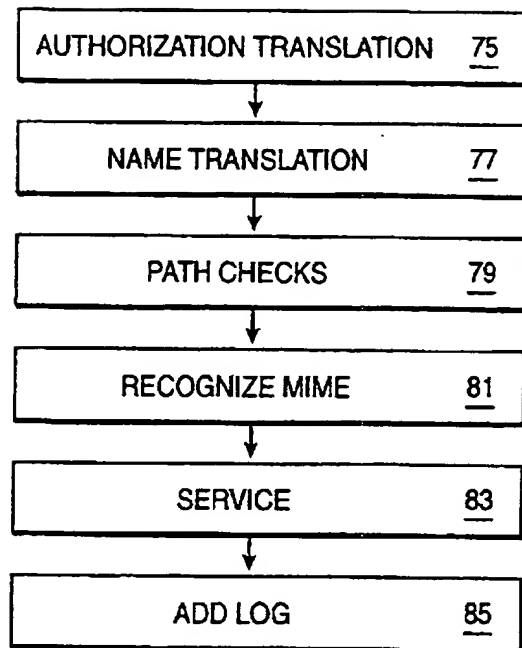 AUTHORIZATION TRANSLATION 75
NAME TRANSLATION 77
PATH CHECKS 79
RECOGNIZE MIME 81
SERVICE 83
ADD LOG 85